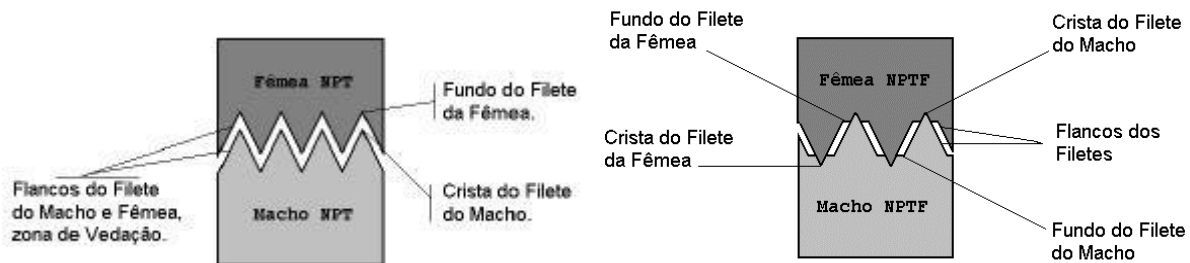 Fêmea NPT
Fundo do Filete
da Fêmea.
Flancos do Filete
do Macho e Fêmea,
zona de Vedação.
Macho NPT
Crista do Filete
do Macho.
Fundo do Filete
da Fêmea
Crista do Filete
do Macho
Fêmea NPTF
Crista do Filete
da Fêmea
Flancos dos
Filetes
Macho NPTF
Fundo do Filete
do Macho